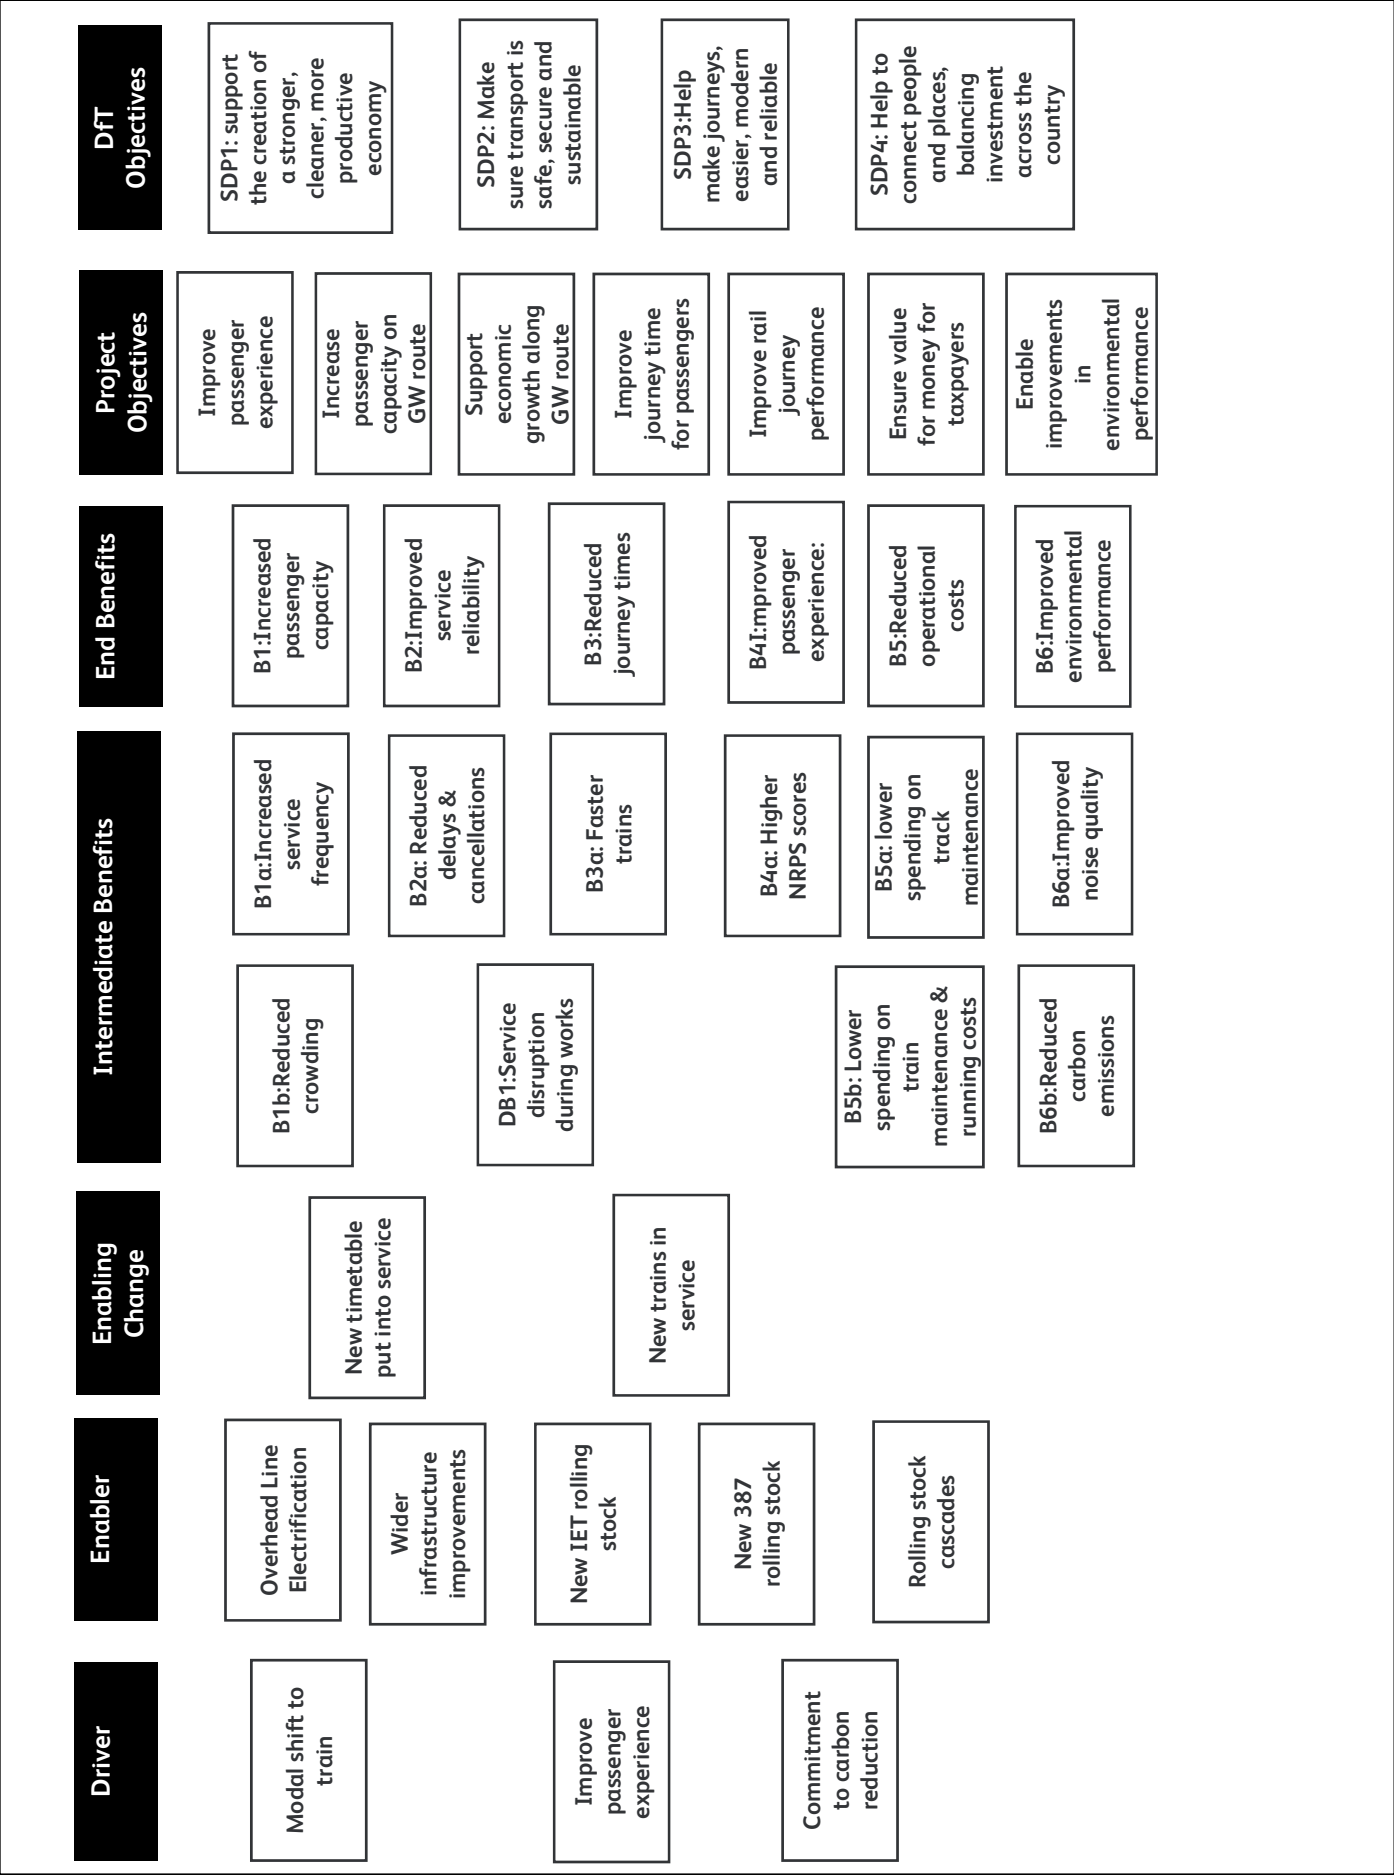 Driver
Modal shift to
train
Improve
passenger
experience
Commitment
to carbon
reduction
Enabler
Overhead Line
Electrification
Wider
infrastructure
improvements
New IET rolling
stock
New 387
rolling stock
Rolling stock
cascades
Enabling
Change
New timetable
put into service
New trains in
service
Intermediate Benefits
B1b:Reduced
crowding
DB1:Service
disruption
during works
B5b: Lower
spending on
train
maintenance &
running costs
B6b:Reduced
carbon
emissions
B1a:Increased
service
frequency
B2a: Reduced
delays &
cancellations
B3a: Faster
trains
B4a: Higher
NRPS scores
B5a: lower
spending on
track
maintenance
B6a:Improved
noise quality
End Benefits
B1:Increased
passenger
capacity
B2:Improved
service
reliability
B3:Reduced
journey times
B4I:mproved
passenger
experience:
B5:Reduced
operational
costs
B6:Improved
environmental
performance
Project
Objectives
Improve
passenger
experience
Increase
passenger
capacity on
GW route
Support
economic
growth along
GW route
Improve
journey time
for passengers
Improve rail
journey
performance
Ensure value
for money for
taxpayers
Enable
improvements
in
environmental
performance
DfT
Objectives
SDP1: support
the creation of
a stronger,
cleaner, more
productive
economy
SDP2: Make
sure transport is
safe, secure and
sustainable
SDP3:Help
make journeys,
easier, modern
and reliable
SDP4: Help to
connect people
and places,
balancing
investment
across the
country